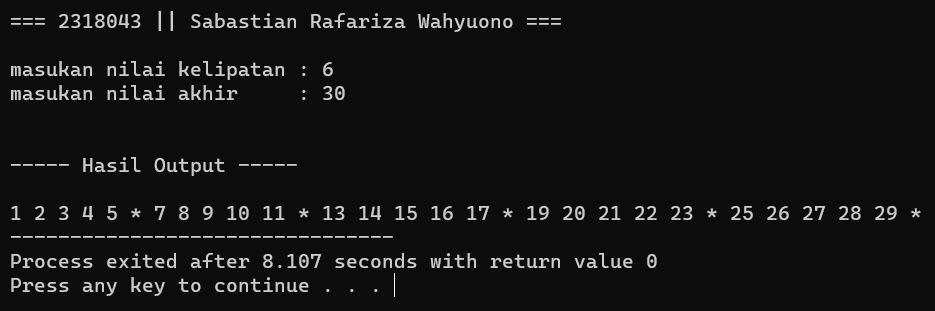 === 2318043 || Sabastian Rafariza Wahyuono ===
masukan nilai kelipatan : 6
masukan nilai akhir     : 30
----- Hasil Output -----
1 2 3 4 5 * 7 8 9 10 11 * 13 14 15 16 17 * 19 20 21 22 23 * 25 26 27 28 29 *
--------------------------------
Process exited after 8.107 seconds with return value 0
Press any key to continue . . .